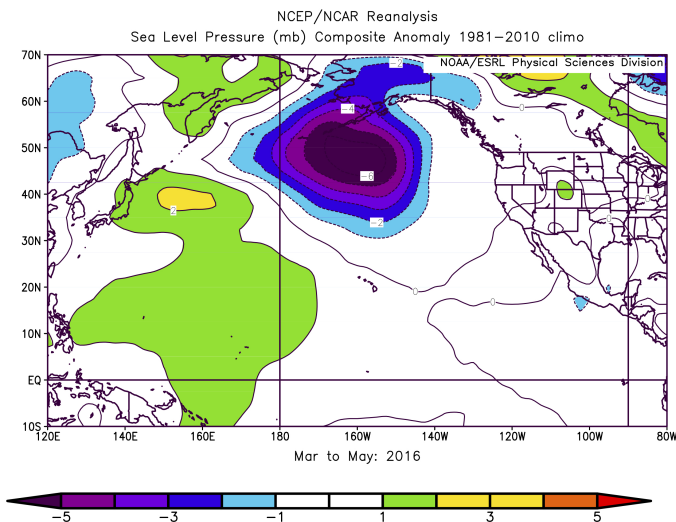 NCEP/NCAR Reanalysis
Sea Level Pressure (mb) Composite Anomaly 1981−2010 climo
NOAA/ESRL Physical Sciences Division
70N
60N
50N
40N
30N
20N
10N
EQ
10S
−2
−4
−6
−2
2
0
0
0
0
0
120E 140E 160E 180 160W 140W 120W 100W 80W
Mar to May: 2016
−5 −3 −1 1 3 5